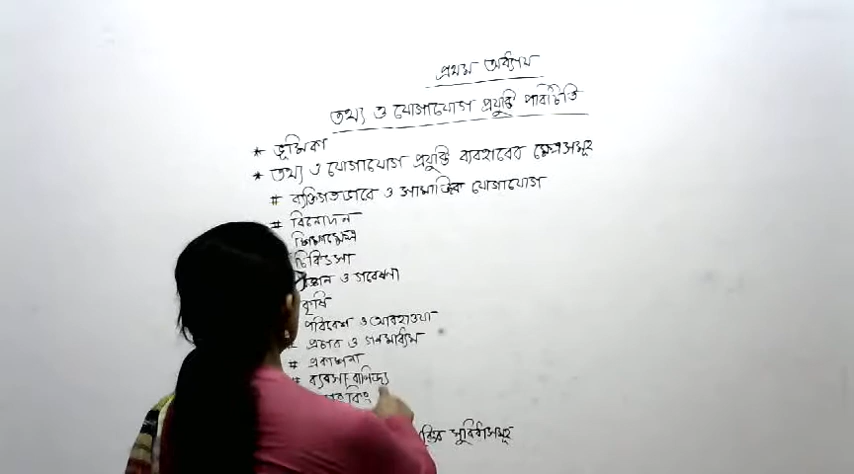 প্রথম অধ্যায়
তথ্য ও যোগাযোগ প্রযুক্তি পরিচিতি
* ভূমিকা
* তথ্য ও যোগাযোগ প্রযুক্তি ব্যবহারের ক্ষেত্রসমূহ
# ব্যক্তিগতভাবে ও সামাজিক যোগাযোগ
# বিনোদন
শিক্ষাক্ষেত্র
চিকিৎসা
ও গবেষণা
কৃষি
পরিবেশ ও আবহাওয়া
প্রচার ও গনমাধ্যম
# প্রকাশনা
# ব্যবসা বানিজ্য
কিং
সুবিধাসমূহ